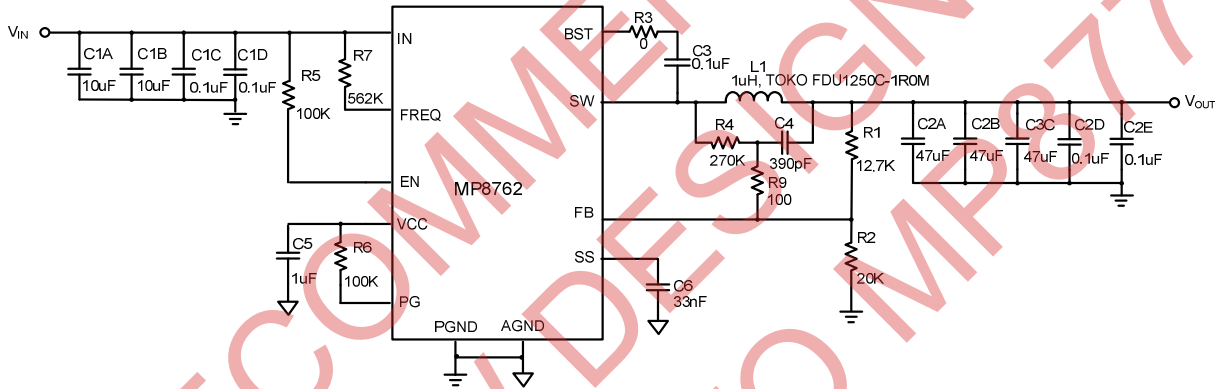 VIN
C1A
10uF
C1B
10uF
C1C
0.1uF
C1D
0.1uF
R5
100K
R7
562K
IN
FREQ
EN
VCC
PG
PGND
AGND
MP8762
BST
SW
FB
SS
R3
0
C3
0.1uF
L1
1uH, TOKO FDU1250C-1R0M
R4
270K
C4
390pF
R9
100
R1
12.7K
R2
20K
C2A
47uF
C2B
47uF
C3C
47uF
C2D
0.1uF
C2E
0.1uF
VOUT
C5
1uF
R6
100K
C6
33nF
ECOMMEN
W DESIGN
O MP877